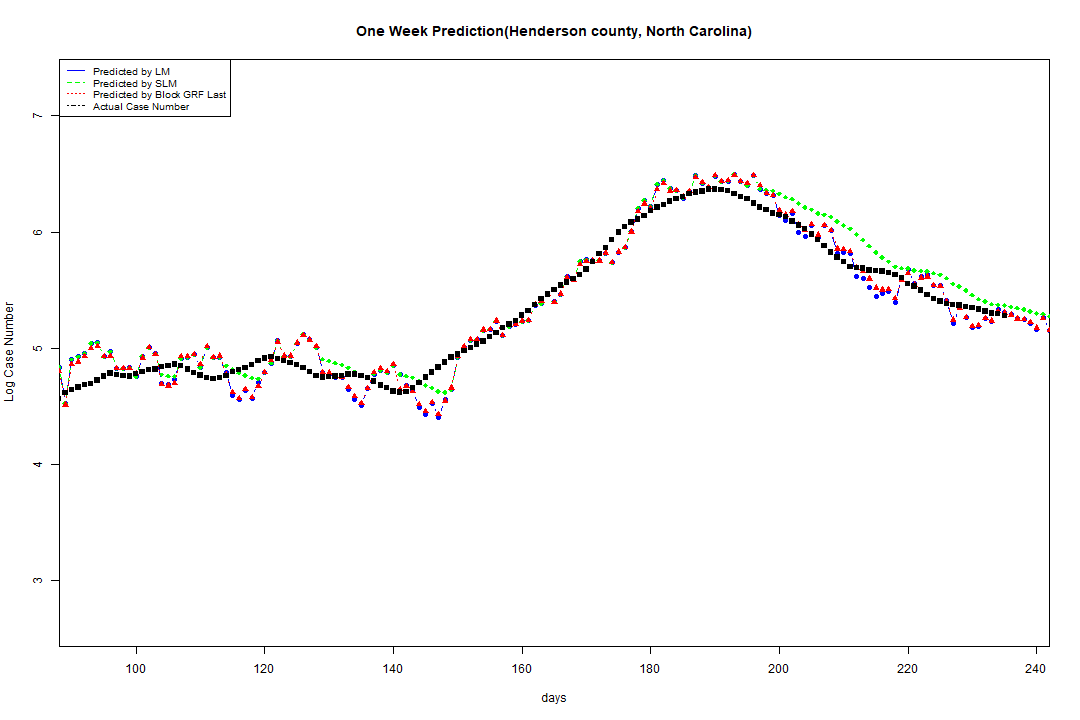 One Week Prediction(Henderson county, North Carolina)
Predicted by LM
Predicted by SLM
Predicted by Block GRF Last
Actual Case Number
Log Case Number
7
6
5
4
3
100 120 140 160 180 200 220 240
days